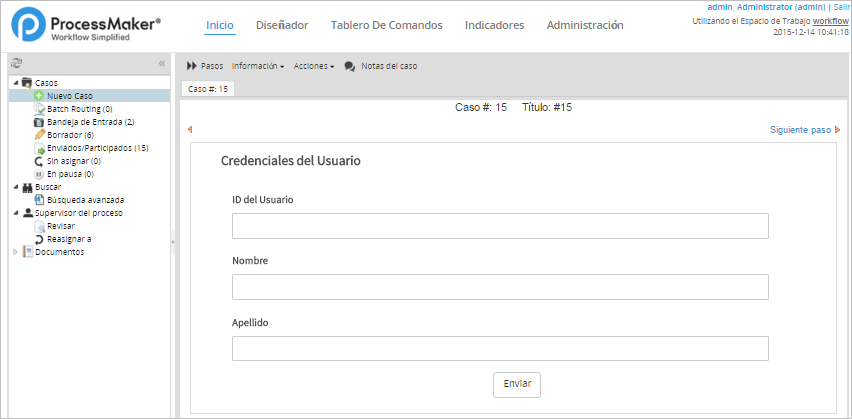 ProcessMaker®
Workflow Simplified
Inicio Diseñador Tablero De Comandos Indicadores Administración
admin, Administrator (admin) | Salir
Utilizando el Espacio de Trabajo workflow
2015-12-14 10:41:18
Casos
Nuevo Caso
Batch Routing (0)
Bandeja de Entrada (2)
Borrador (6)
Enviados/Participados (15)
Sin asignar (0)
En pausa (0)
Buscar
Búsqueda avanzada
Supervisor del proceso
Revisar
Reasignar a
Documentos
Pasos Información Acciones Notas del caso
Caso #: 15
Caso #: 15 Título: #15
Siguiente paso
Credenciales del Usuario
ID del Usuario
Nombre
Apellido
Enviar